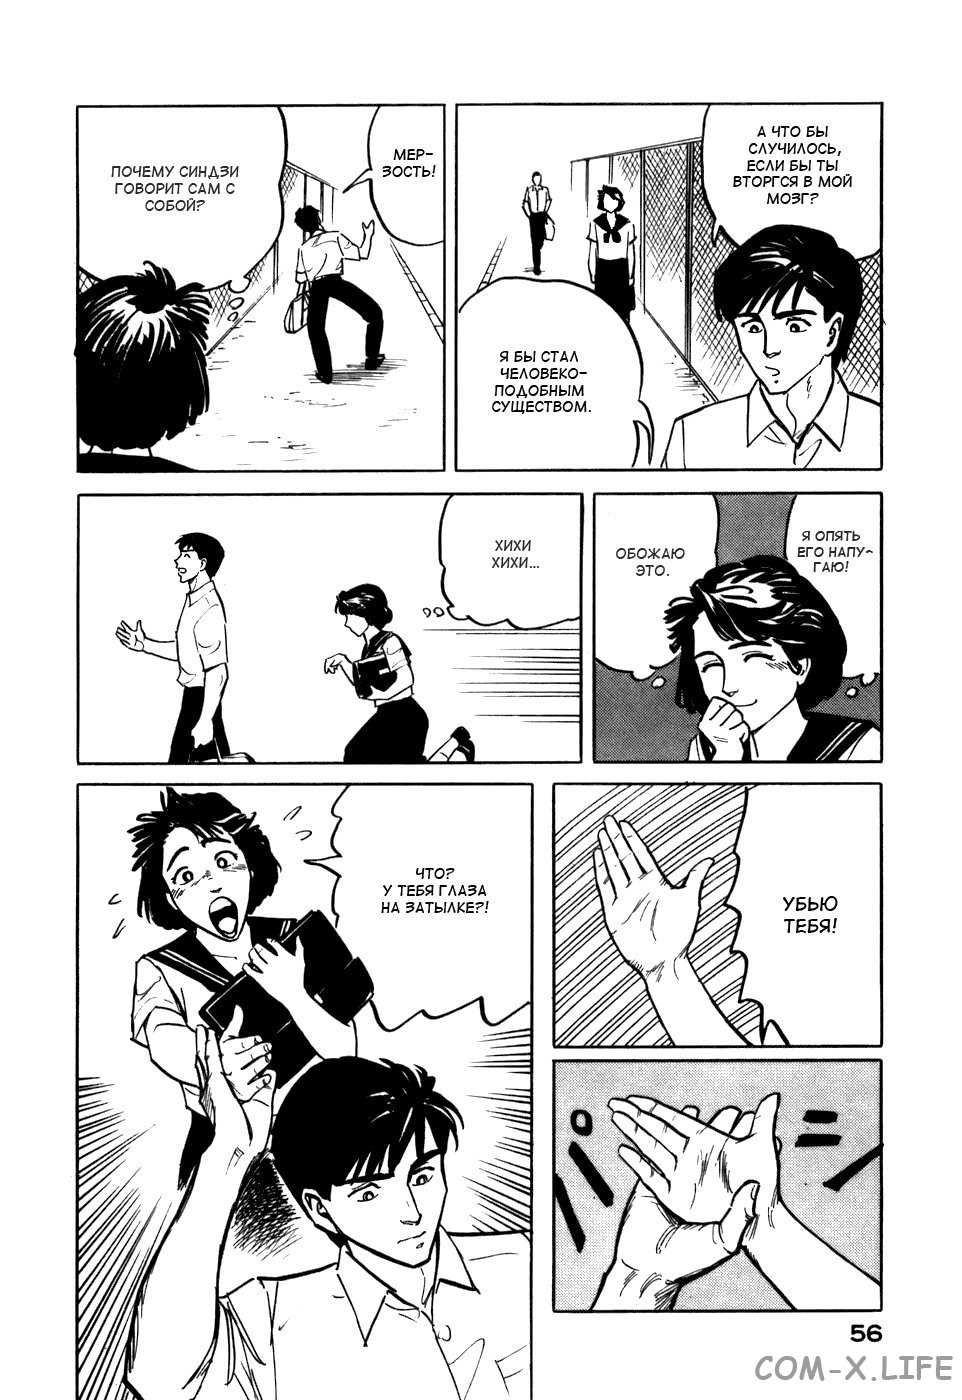 А ЧТО БЫ
СЛУЧИЛОСЬ,
ЕСЛИ БЫ ТЫ
ВТОРГСЯ В МОЙ
МОЗГ?
Я БЫ СТАЛ
ЧЕЛОВЕКО-
ПОДОБНЫМ
СУЩЕСТВОМ.
МЕР-
ЗОСТЬ!
ПОЧЕМУ СИНДЗИ
ГОВОРИТ САМ С
СОБОЙ?
Я ОПЯТЬ
ЕГО НАПУ-
ГАЮ!
ОБОЖАЮ
ЭТО.
ХИХИ
ХИХИ...
УБЬЮ
ТЕБЯ!
パン
ЧТО?
У ТЕБЯ ГЛАЗА
НА ЗАТЫЛКЕ?!
56
COM-X.LIFE